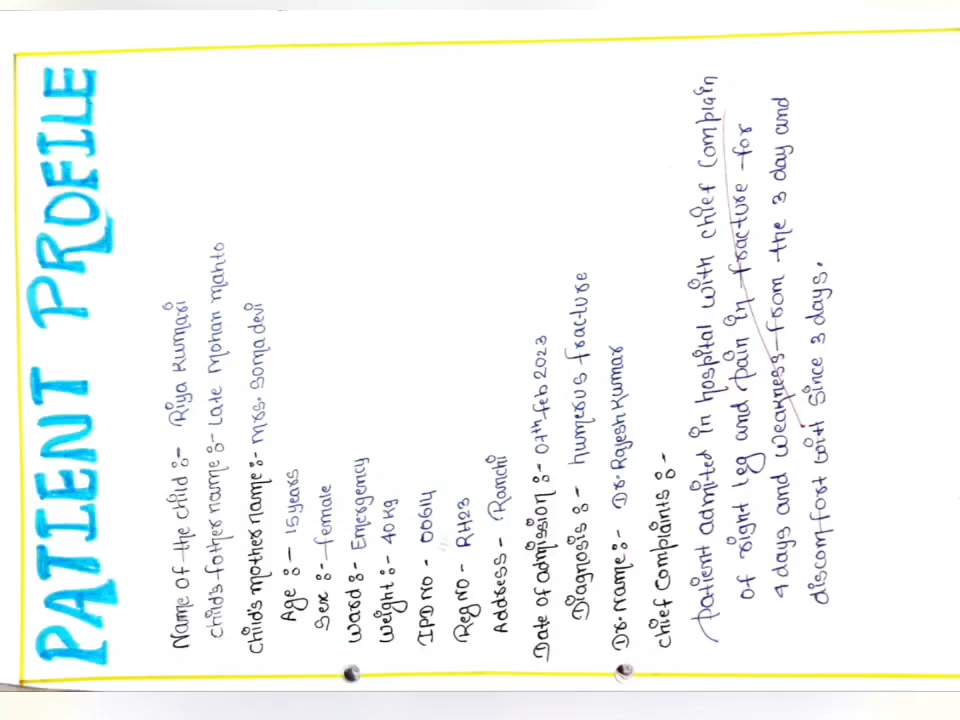 PATIENT PROFILE
Name of the child :- Riya Kumari
child's father name :- Late Mohan mahto
child's mother name :- Mrs. Soma devi
Age :- 15 years
Sex :- female
Ward :- Emergency
Weight :- 40 kg
IPD NO - 006114
Reg NO - RH23
Address - Ranchi
Date of admission :- 07th feb 2023
Diagnosis :- humerus fracture
Dr. name :- Dr. Rajesh Kumar
chief complaints :-
patient admited in hospital with chief complain
of right leg and pain in fracture for
4 days and weakness from the 3 day and
discomfort with since 3 days.